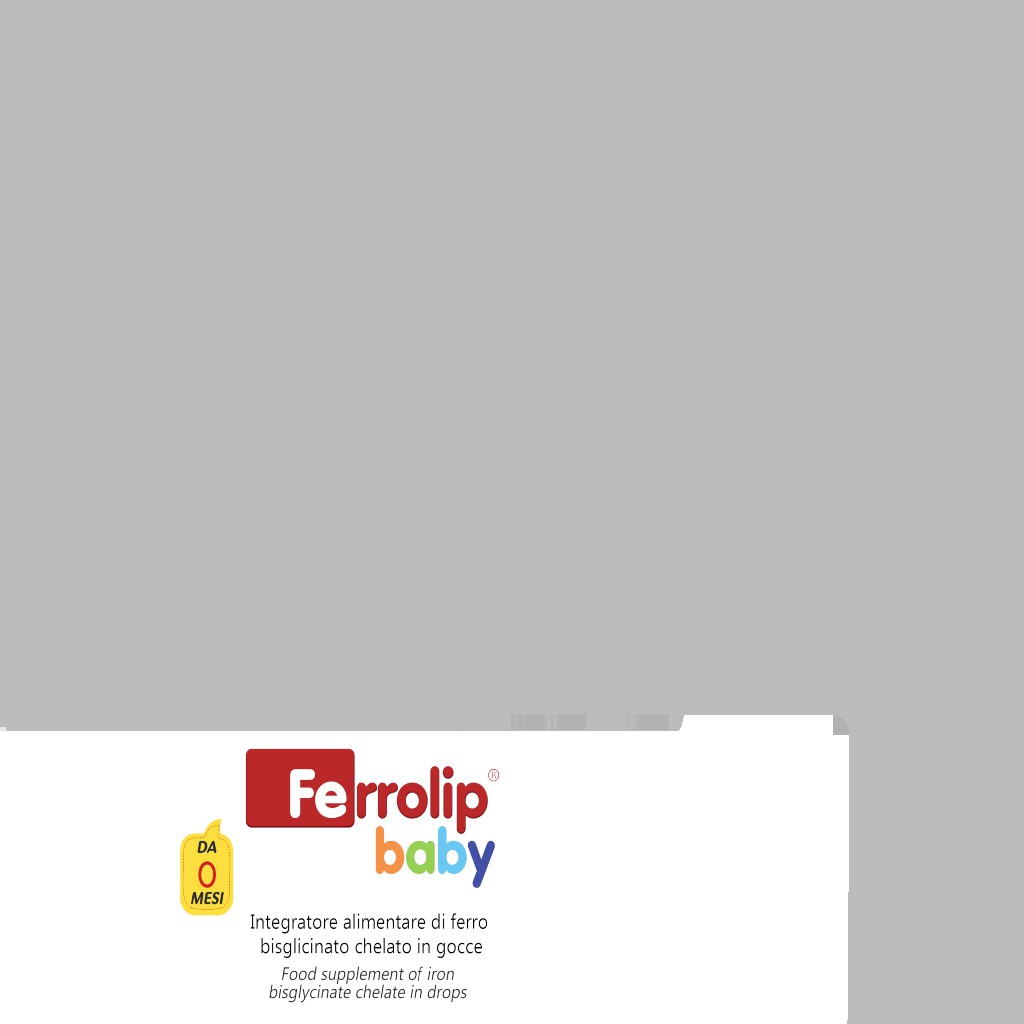 Ferrolip®
baby
DA
0
MESI
Integratore alimentare di ferro
bisglicinato chelato in gocce
Food supplement of iron
bisglycinate chelate in drops